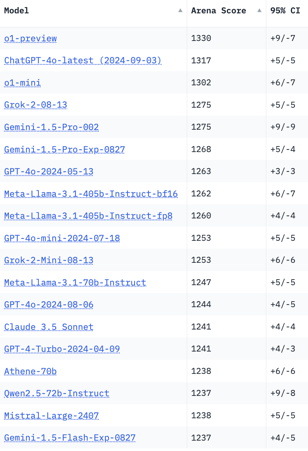 Model Arena Score 95% CI
o1-preview 1330 +9/-7
ChatGPT-4o-latest (2024-09-03) 1317 +5/-5
o1-mini 1302 +6/-7
Grok-2-08-13 1275 +5/-5
Gemini-1.5-Pro-002 1275 +9/-9
Gemini-1.5-Pro-Exp-0827 1268 +5/-4
GPT-4o-2024-05-13 1263 +3/-3
Meta-Llama-3.1-405b-Instruct-bf16 1262 +6/-7
Meta-Llama-3.1-405b-Instruct-fp8 1260 +4/-4
GPT-4o-mini-2024-07-18 1253 +5/-5
Grok-2-Mini-08-13 1253 +6/-6
Meta-Llama-3.1-70b-Instruct 1247 +5/-5
GPT-4o-2024-08-06 1244 +4/-5
Claude 3.5 Sonnet 1241 +4/-4
GPT-4-Turbo-2024-04-09 1241 +4/-3
Athene-70b 1238 +6/-6
Qwen2.5-72b-Instruct 1237 +9/-8
Mistral-Large-2407 1238 +5/-5
Gemini-1.5-Flash-Exp-0827 1237 +4/-5